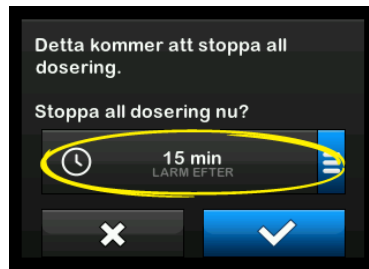 Detta kommer att stoppa all
dosering.
Stoppa all dosering nu?
15 min
LARM EFTER